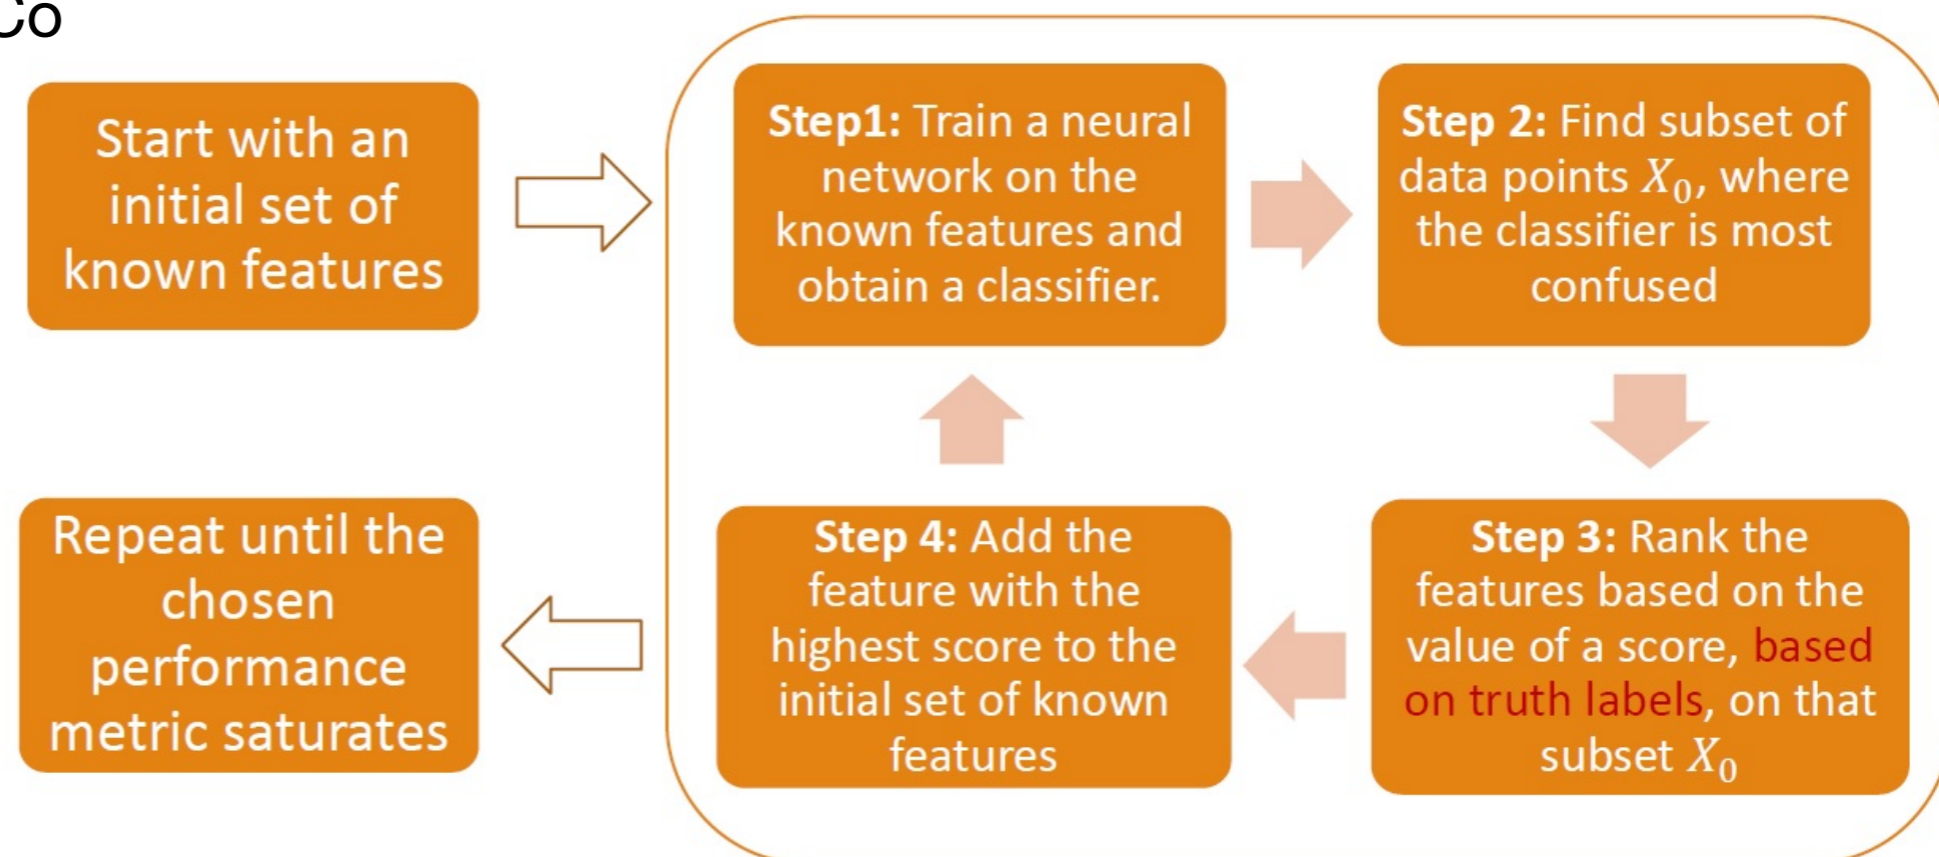 Co
Start with an
initial set of
known features
Step1: Train a neural
network on the
known features and
obtain a classifier.
Step 2: Find subset of
data points X₀, where
the classifier is most
confused
Step 3: Rank the
features based on the
value of a score, based
on truth labels, on that
subset X₀
Step 4: Add the
feature with the
highest score to the
initial set of known
features
Repeat until the
chosen
performance
metric saturates